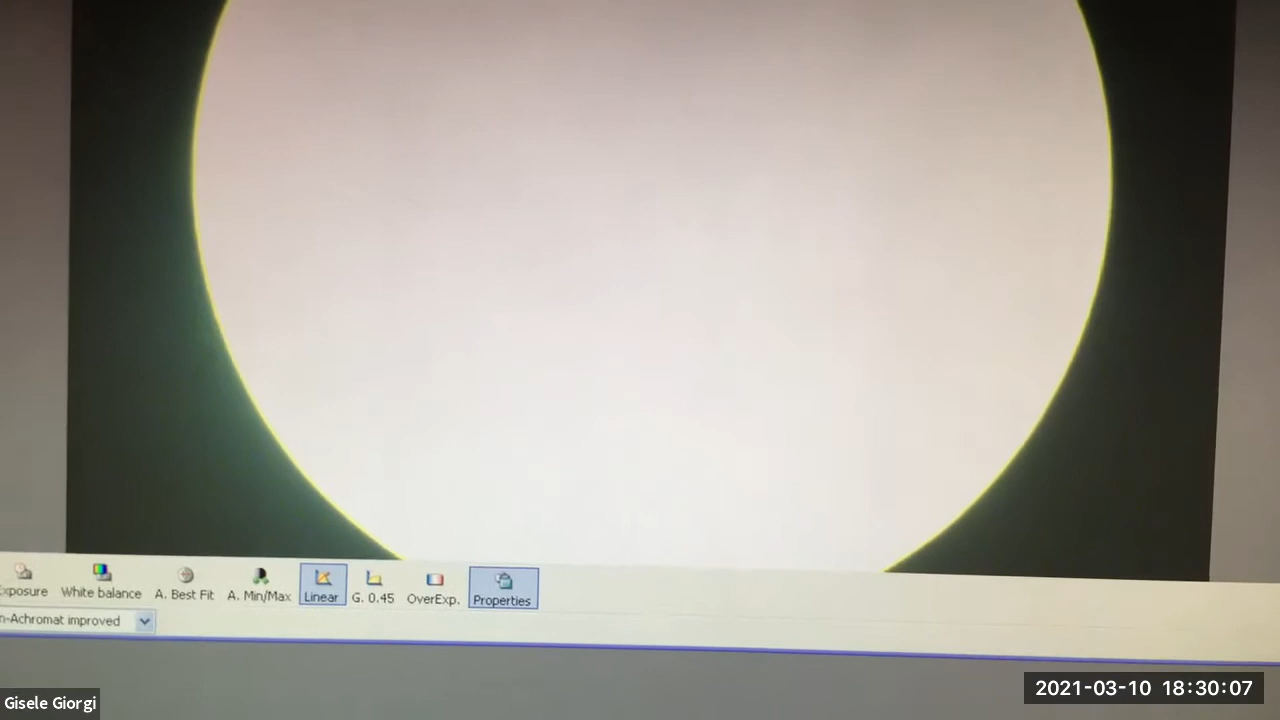 xposure White balance A. Best Fit A. Min/Max Linear G. 0.45 OverExp. Properties
n-Achromat improved
Gisele Giorgi
2021-03-10 18:30:07